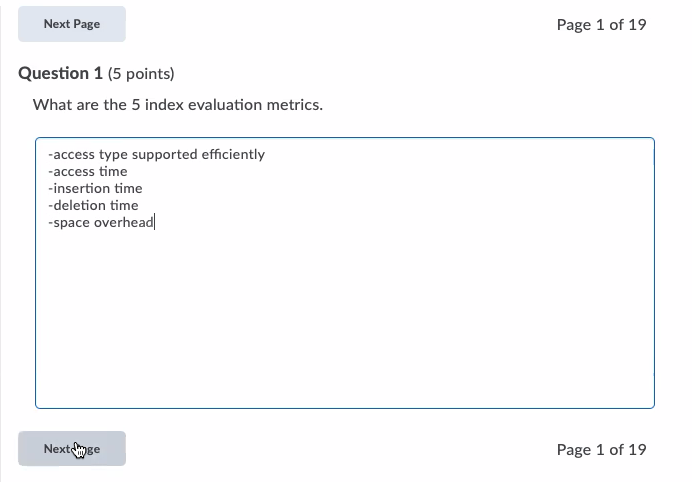 Next Page
Page 1 of 19
Question 1 (5 points)
What are the 5 index evaluation metrics.
-access type supported efficiently
-access time
-insertion time
-deletion time
-space overhead
Next Page
Page 1 of 19